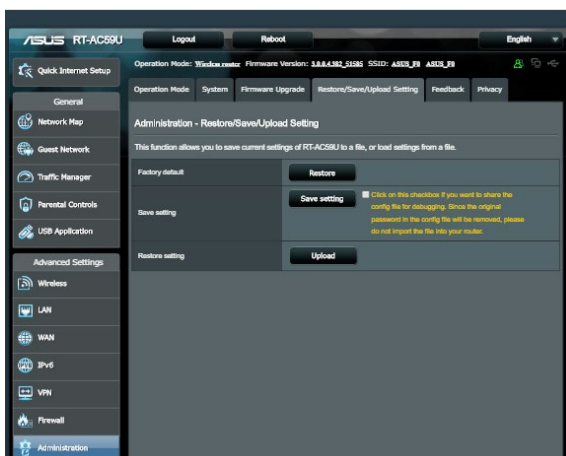 ASUS RT-AC59U Logout Reboot English
Quick Internet Setup
Operation Mode: Wireless router Firmware Version: 3.0.0.4.382_51585 SSID: ASUS_F0 ASUS_F0
Operation Mode System Firmware Upgrade Restore/Save/Upload Setting Feedback Privacy
General
Network Map
Guest Network
Traffic Manager
Parental Controls
USB Application
Advanced Settings
Wireless
LAN
WAN
IPv6
VPN
Firewall
Administration
Administration - Restore/Save/Upload Setting
This function allows you to save current settings of RT-AC59U to a file, or load settings from a file.
Factory default Restore
Save setting Save setting
Click on this checkbox if you want to share the
config file for debugging. Since the original
password in the config file will be removed, please
do not import the file into your router.
Restore setting Upload